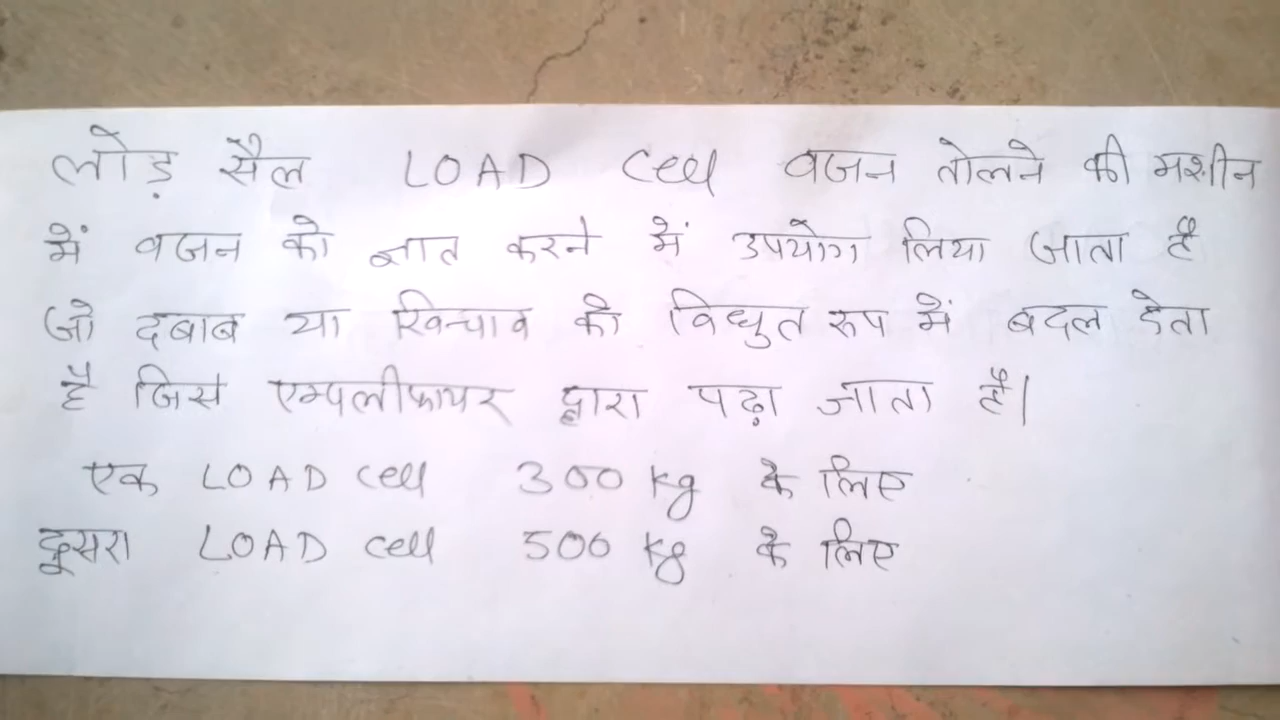 लोड़ सैल LOAD Cell वजन तोलने की मशीन
में वजन को ज्ञात करने में उपयोग लिया जाता है
जो दबाब या खिन्चाव को विधुत रूप में बदल देता
है जिसे एम्पलीफायर द्वारा पढ़ा जाता है।
एक LOAD Cell 300 kg के लिए
दूसरा LOAD Cell 500 kg के लिए